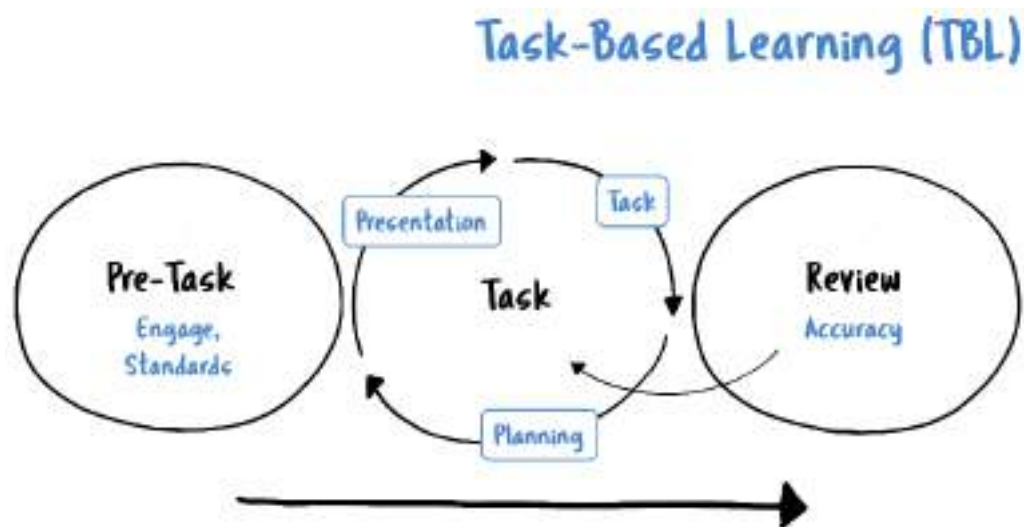 Task-Based Learning (TBL)
Pre-Task
Engage,
Standards
Presentation
Task
Task
Planning
Review
Accuracy